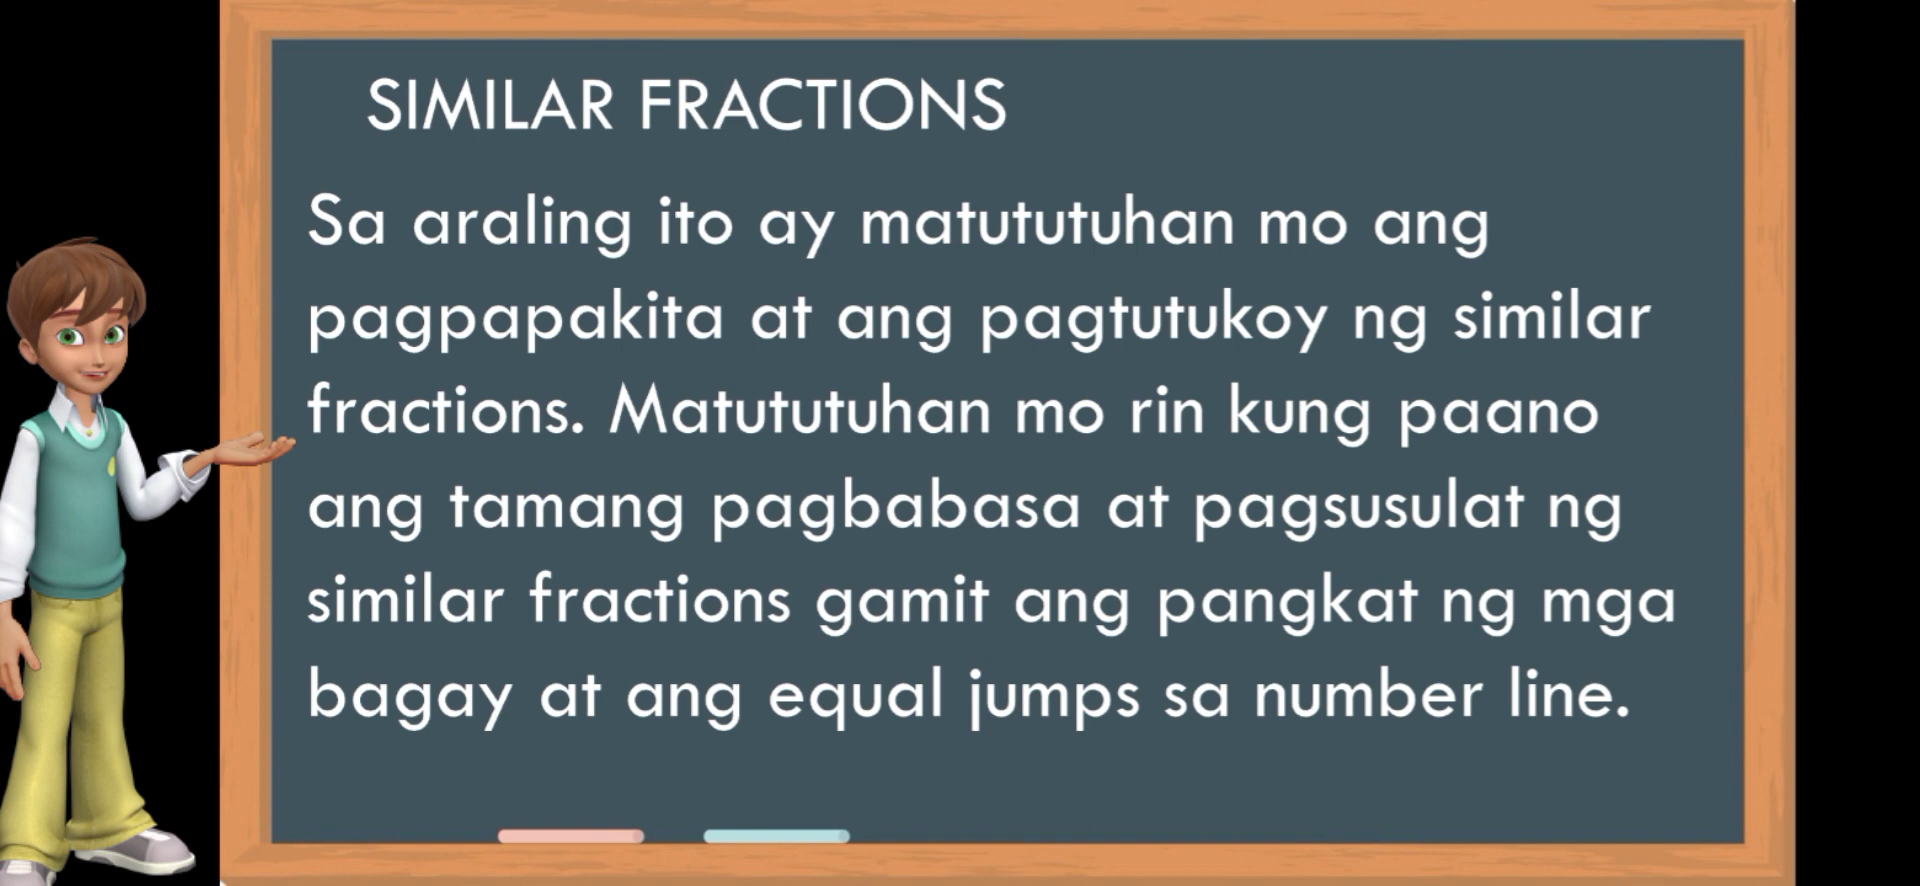 SIMILAR FRACTIONS
Sa araling ito ay matututuhan mo ang
pagpapakita at ang pagtutukoy ng similar
fractions. Matututuhan mo rin kung paano
ang tamang pagbabasa at pagsusulat ng
similar fractions gamit ang pangkat ng mga
bagay at ang equal jumps sa number line.